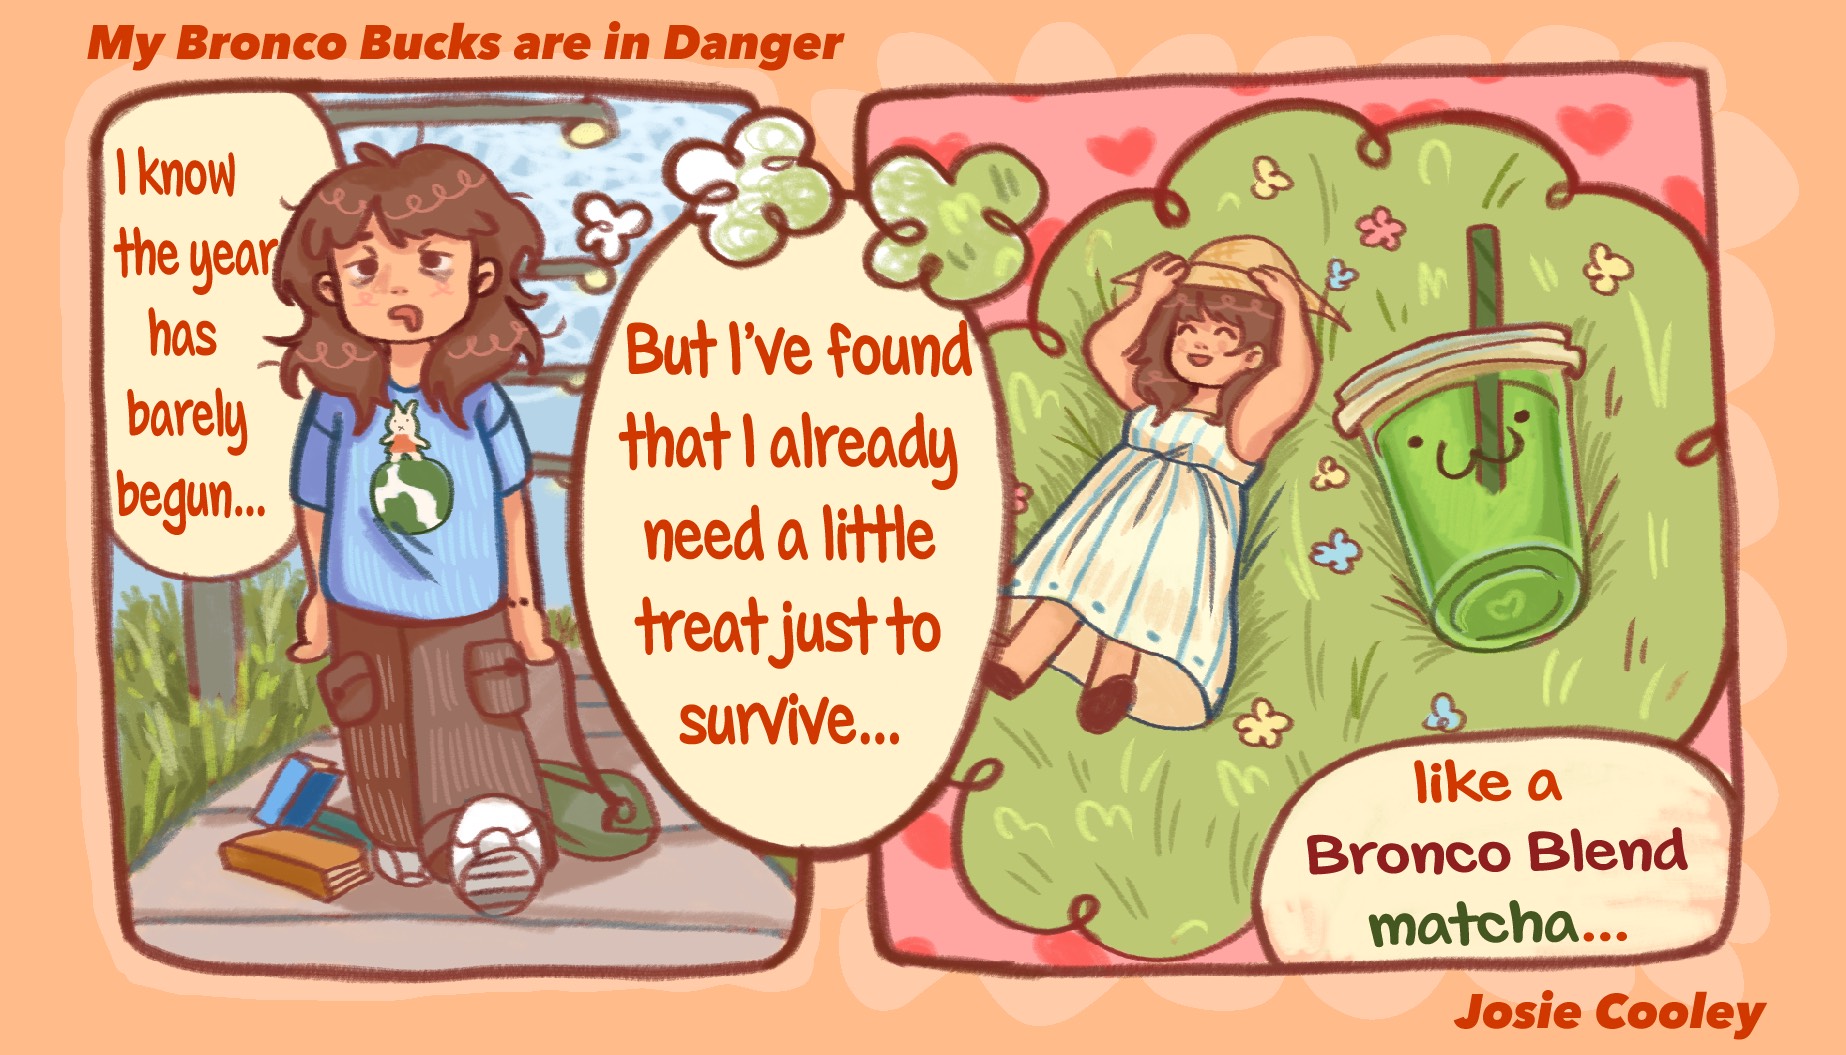 My Bronco Bucks are in Danger
I know
the year
has
barely
begun...
But I've found
that I already
need a little
treat just to
survive...
like a
Bronco Blend
matcha...
Josie Cooley